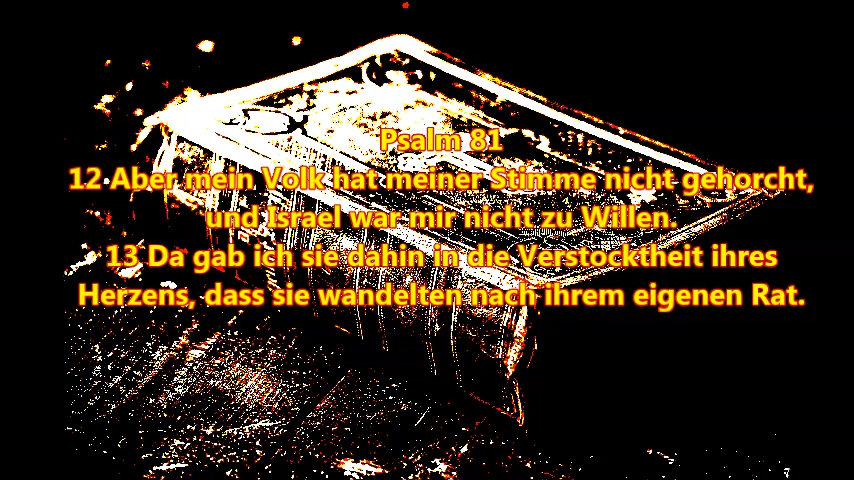 Psalm 81
12 Aber mein Volk hat meiner Stimme nicht gehorcht,
und Israel war mir nicht zu Willen.
13 Da gab ich sie dahin in die Verstocktheit ihres
Herzens, dass sie wandelten nach ihrem eigenen Rat.